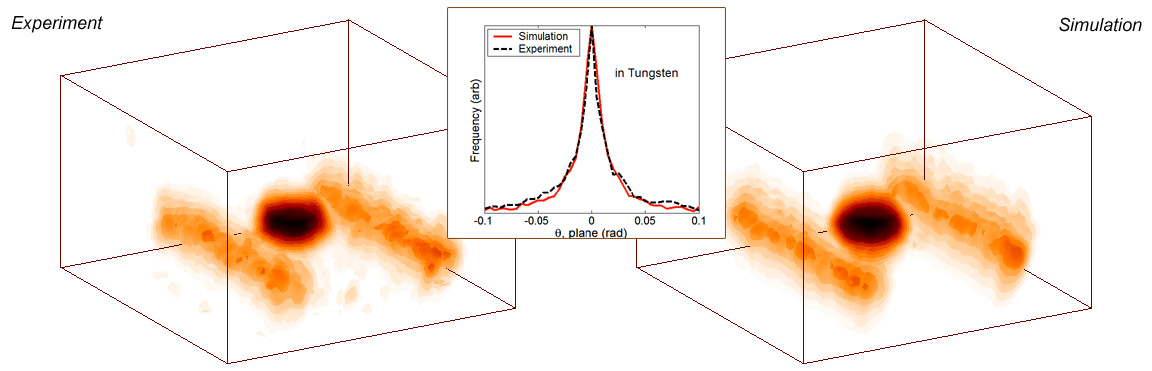 Experiment
Simulation
Simulation
Experiment
in Tungsten
Frequency (arb)
-0.1 -0.05 0 0.05 0.1
θ, plane (rad)